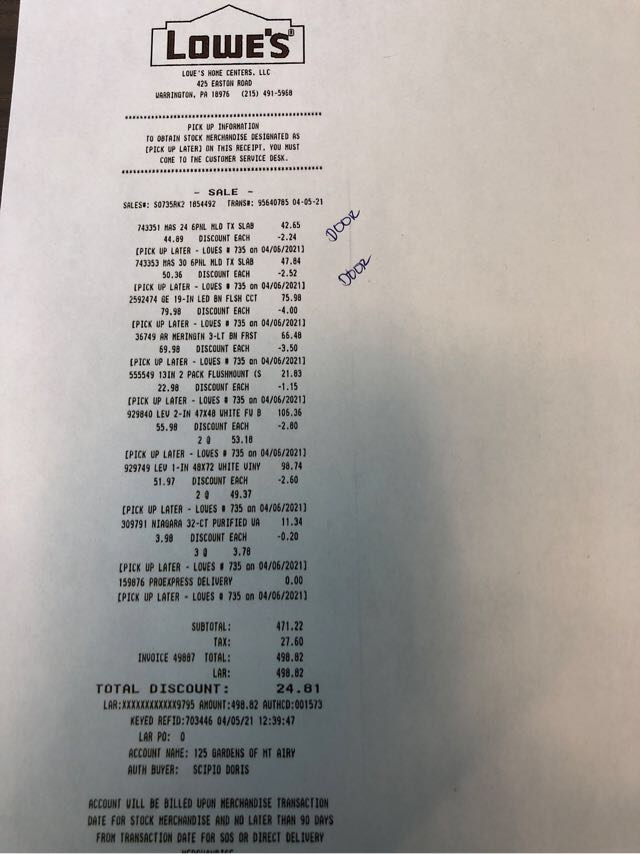 LOWE'S®
LOWE'S HOME CENTERS, LLC
425 EASTON ROAD
WARRINGTON, PA 18976 (215) 491-5968
PICK UP INFORMATION
TO OBTAIN STOCK MERCHANDISE DESIGNATED AS
[PICK UP LATER] ON THIS RECEIPT, YOU MUST
COME TO THE CUSTOMER SERVICE DESK.
- SALE -
SALES#: S0735RK2 1854492 TRANS#: 95640785 04-05-21
743351 MAS 24 6PNL MLD TX SLAB 42.65 DOOR
44.89 DISCOUNT EACH -2.24
[PICK UP LATER - LOWES # 735 on 04/06/2021]
743353 MAS 30 6PNL MLD TX SLAB 47.84 DOOR
50.36 DISCOUNT EACH -2.52
[PICK UP LATER - LOWES # 735 on 04/06/2021]
2592474 GE 19-IN LED BN FLSH CCT 75.98
79.98 DISCOUNT EACH -4.00
[PICK UP LATER - LOWES # 735 on 04/06/2021]
36749 AR MERINGTN 3-LT BN FRST 66.48
69.98 DISCOUNT EACH -3.50
[PICK UP LATER - LOWES # 735 on 04/06/2021]
555549 13IN 2 PACK FLUSHMOUNT (S 21.83
22.98 DISCOUNT EACH -1.15
[PICK UP LATER - LOWES # 735 on 04/06/2021]
929840 LEV 2-IN 47X48 WHITE FU B 106.36
55.98 DISCOUNT EACH -2.80
2 @ 53.18
[PICK UP LATER - LOWES # 735 on 04/06/2021]
929749 LEV 1-IN 48X72 WHITE VINY 98.74
51.97 DISCOUNT EACH -2.60
2 @ 49.37
[PICK UP LATER - LOWES # 735 on 04/06/2021]
309791 NIAGARA 32-CT PURIFIED WA 11.34
3.98 DISCOUNT EACH -0.20
3 @ 3.78
[PICK UP LATER - LOWES # 735 on 04/06/2021]
159876 PROEXPRESS DELIVERY 0.00
[PICK UP LATER - LOWES # 735 on 04/06/2021]
SUBTOTAL: 471.22
TAX: 27.60
INVOICE 49887 TOTAL: 498.82
LAR: 498.82
TOTAL DISCOUNT: 24.81
LAR:XXXXXXXXXXXX9795 AMOUNT:498.82 AUTHCD:001573
KEYED REFID:703446 04/05/21 12:39:47
LAR PO: 0
ACCOUNT NAME: 125 GARDENS OF MT AIRY
AUTH BUYER: SCIPIO DORIS
ACCOUNT WILL BE BILLED UPON MERCHANDISE TRANSACTION
DATE FOR STOCK MERCHANDISE AND NO LATER THAN 90 DAYS
FROM TRANSACTION DATE FOR SOS OR DIRECT DELIVERY